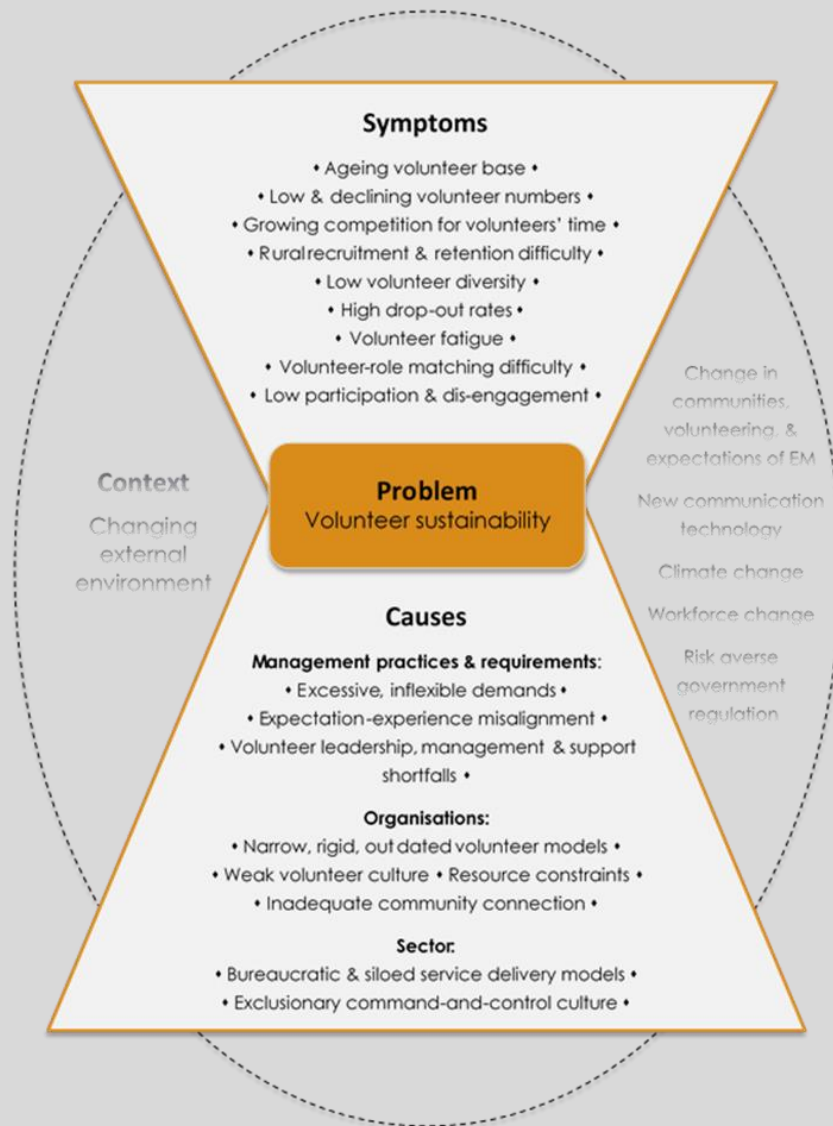 Symptoms
• Ageing volunteer base •
• Low & declining volunteer numbers •
• Growing competition for volunteers' time •
• Rural recruitment & retention difficulty •
• Low volunteer diversity •
• High drop-out rates •
• Volunteer fatigue •
• Volunteer-role matching difficulty •
• Low participation & dis-engagement •
Problem
Volunteer sustainability
Causes
Management practices & requirements:
• Excessive, inflexible demands •
• Expectation-experience misalignment •
• Volunteer leadership, management & support
shortfalls •
Organisations:
• Narrow, rigid, out dated volunteer models •
• Weak volunteer culture • Resource constraints •
• Inadequate community connection •
Sector:
• Bureaucratic & siloed service delivery models •
• Exclusionary command-and-control culture •
Context
Changing
external
environment
Change in
communities,
volunteering, &
expectations of EM
New communication
technology
Climate change
Workforce change
Risk averse
government
regulation